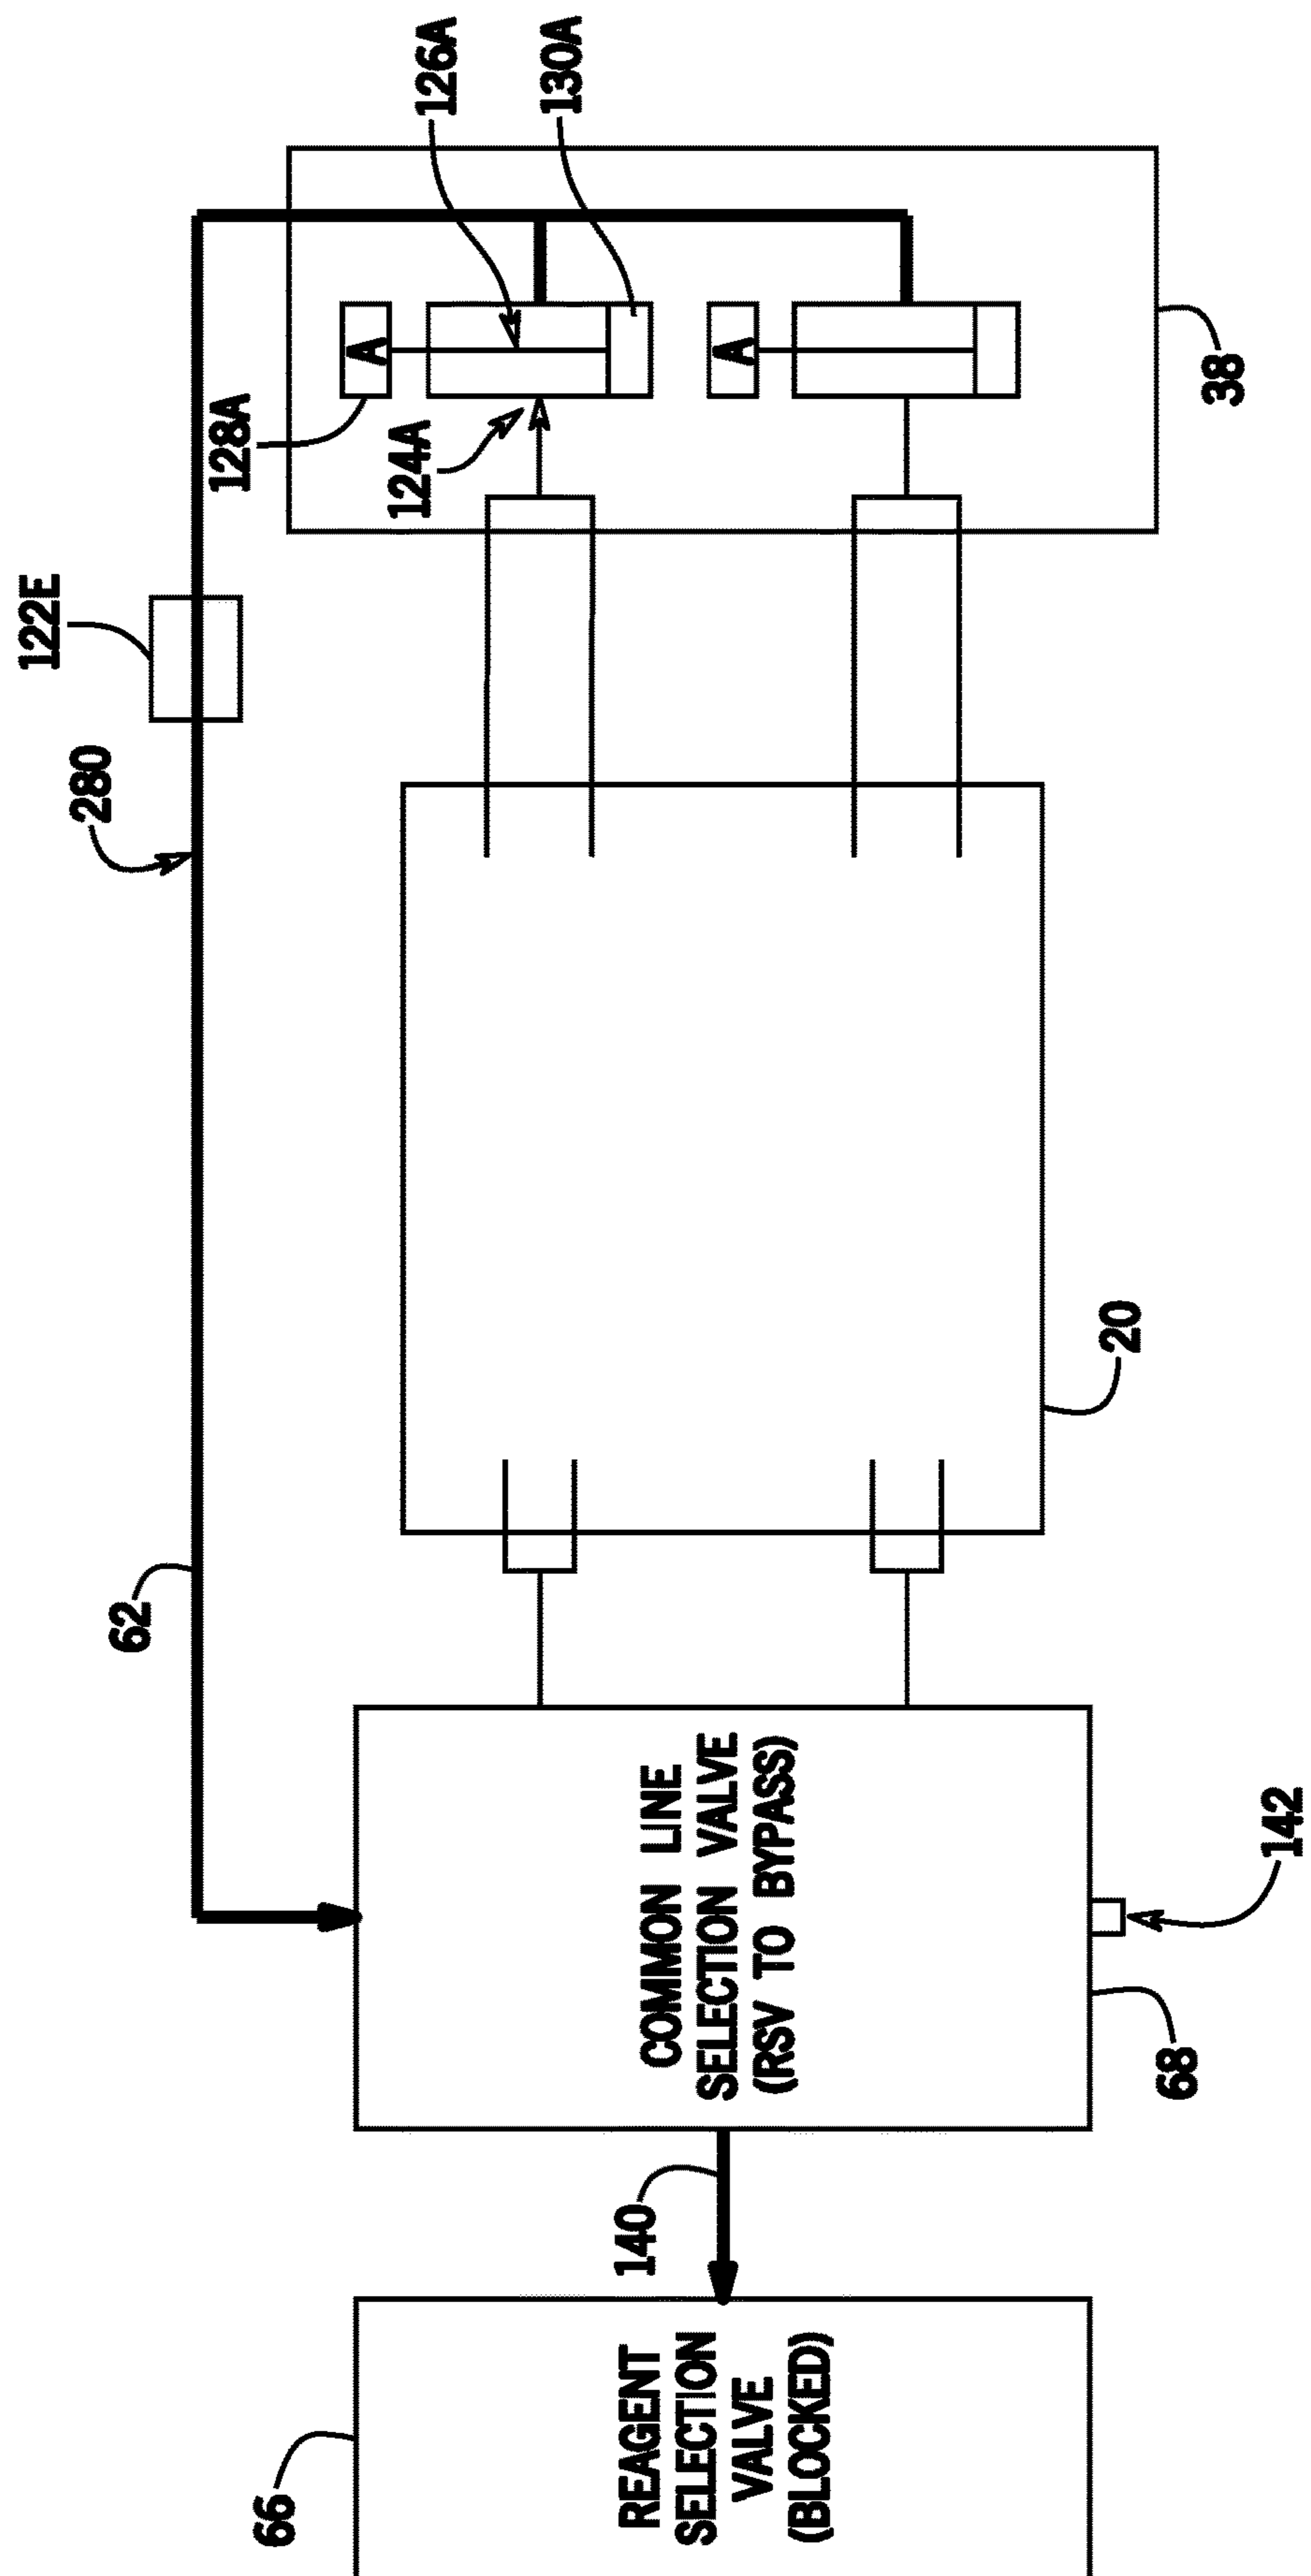 126A
130A
128A
A
124A
A
38
122E
280
62
20
COMMON LINE
SELECTION VALVE
(RSV TO BYPASS)
142
68
140
REAGENT
SELECTION
VALVE
(BLOCKED)
66